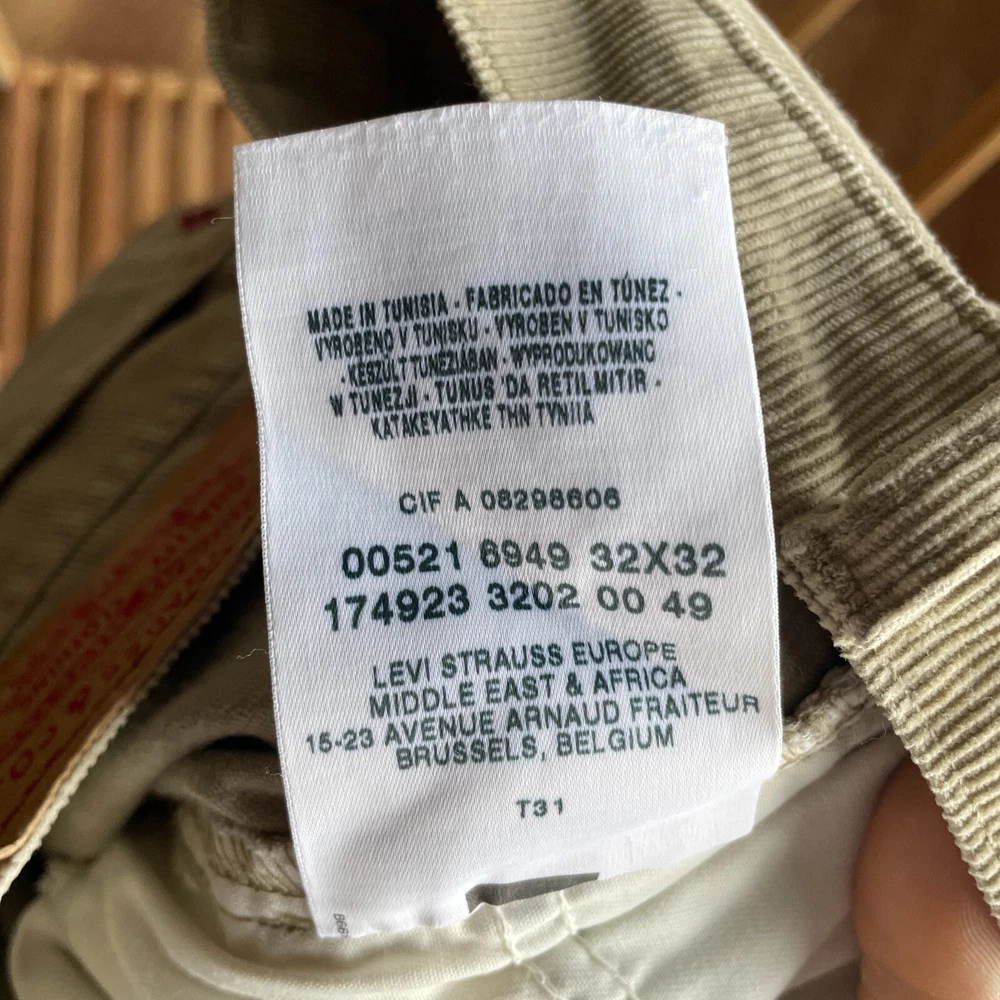 MADE IN TUNISIA · FABRICADO EN TÚNEZ ·
VYROBENO V TUNISKU · VYROBEN V TUNISKO
· KÉSZÜLT TUNÉZIÁBAN · WYPRODUKOWANO
W TUNEZJI · TUNUS 'DA RETILMITIR ·
KATAKEYATHKE THN TYNIIA
CIF A 08298606
00521 6949 32X32
174923 3202 00 49
LEVI STRAUSS EUROPE
MIDDLE EAST & AFRICA
15-23 AVENUE ARNAUD FRAITEUR
BRUSSELS, BELGIUM
T31